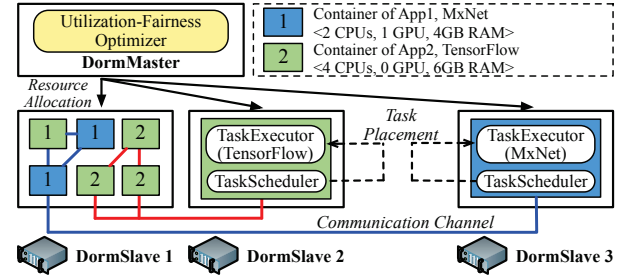 Utilization-Fairness
Optimizer
DormMaster
1
Container of App1, MxNet
<2 CPUs, 1 GPU, 4GB RAM>
2
Container of App2, TensorFlow
<4 CPUs, 0 GPU, 6GB RAM>
Resource
Allocation
1
1
2
1
2
2
TaskExecutor
(TensorFlow)
TaskScheduler
Task
Placement
TaskExecutor
(MxNet)
TaskScheduler
Communication Channel
DormSlave 1
DormSlave 2
DormSlave 3